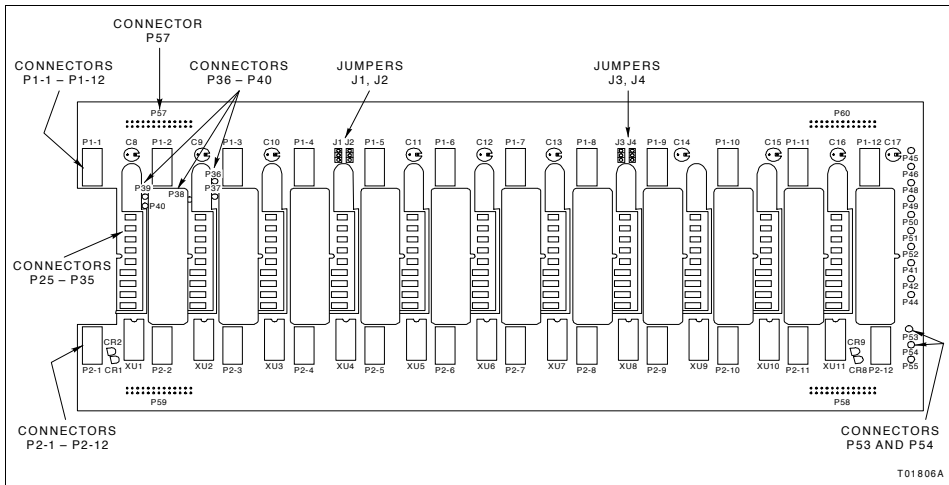 CONNECTOR
P57
CONNECTORS
P1-1 – P1-12
CONNECTORS
P36 – P40
JUMPERS
J1, J2
JUMPERS
J3, J4
P57
P60
P1-1
C8
P1-2
C9
P1-3
C10
P1-4
J1 J2
P1-5
C11
P1-6
C12
P1-7
C13
P1-8
J3 J4
P1-9
C14
P1-10
C15
P1-11
C16
P1-12
C17
P45
P36
P46
P39
P38
P37
P48
P40
P49
P50
P51
P52
CONNECTORS
P25 – P35
P41
P42
P44
P53
CR2
CR1
CR9
CR8
P54
P55
P2-1
XU1
P2-2
XU2
P2-3
XU3
P2-4
XU4
P2-5
XU5
P2-6
XU6
P2-7
XU7
P2-8
XU8
P2-9
XU9
P2-10
XU10
P2-11
XU11
P2-12
P59
P58
CONNECTORS
P2-1 – P2-12
CONNECTORS
P53 AND P54
T01806A